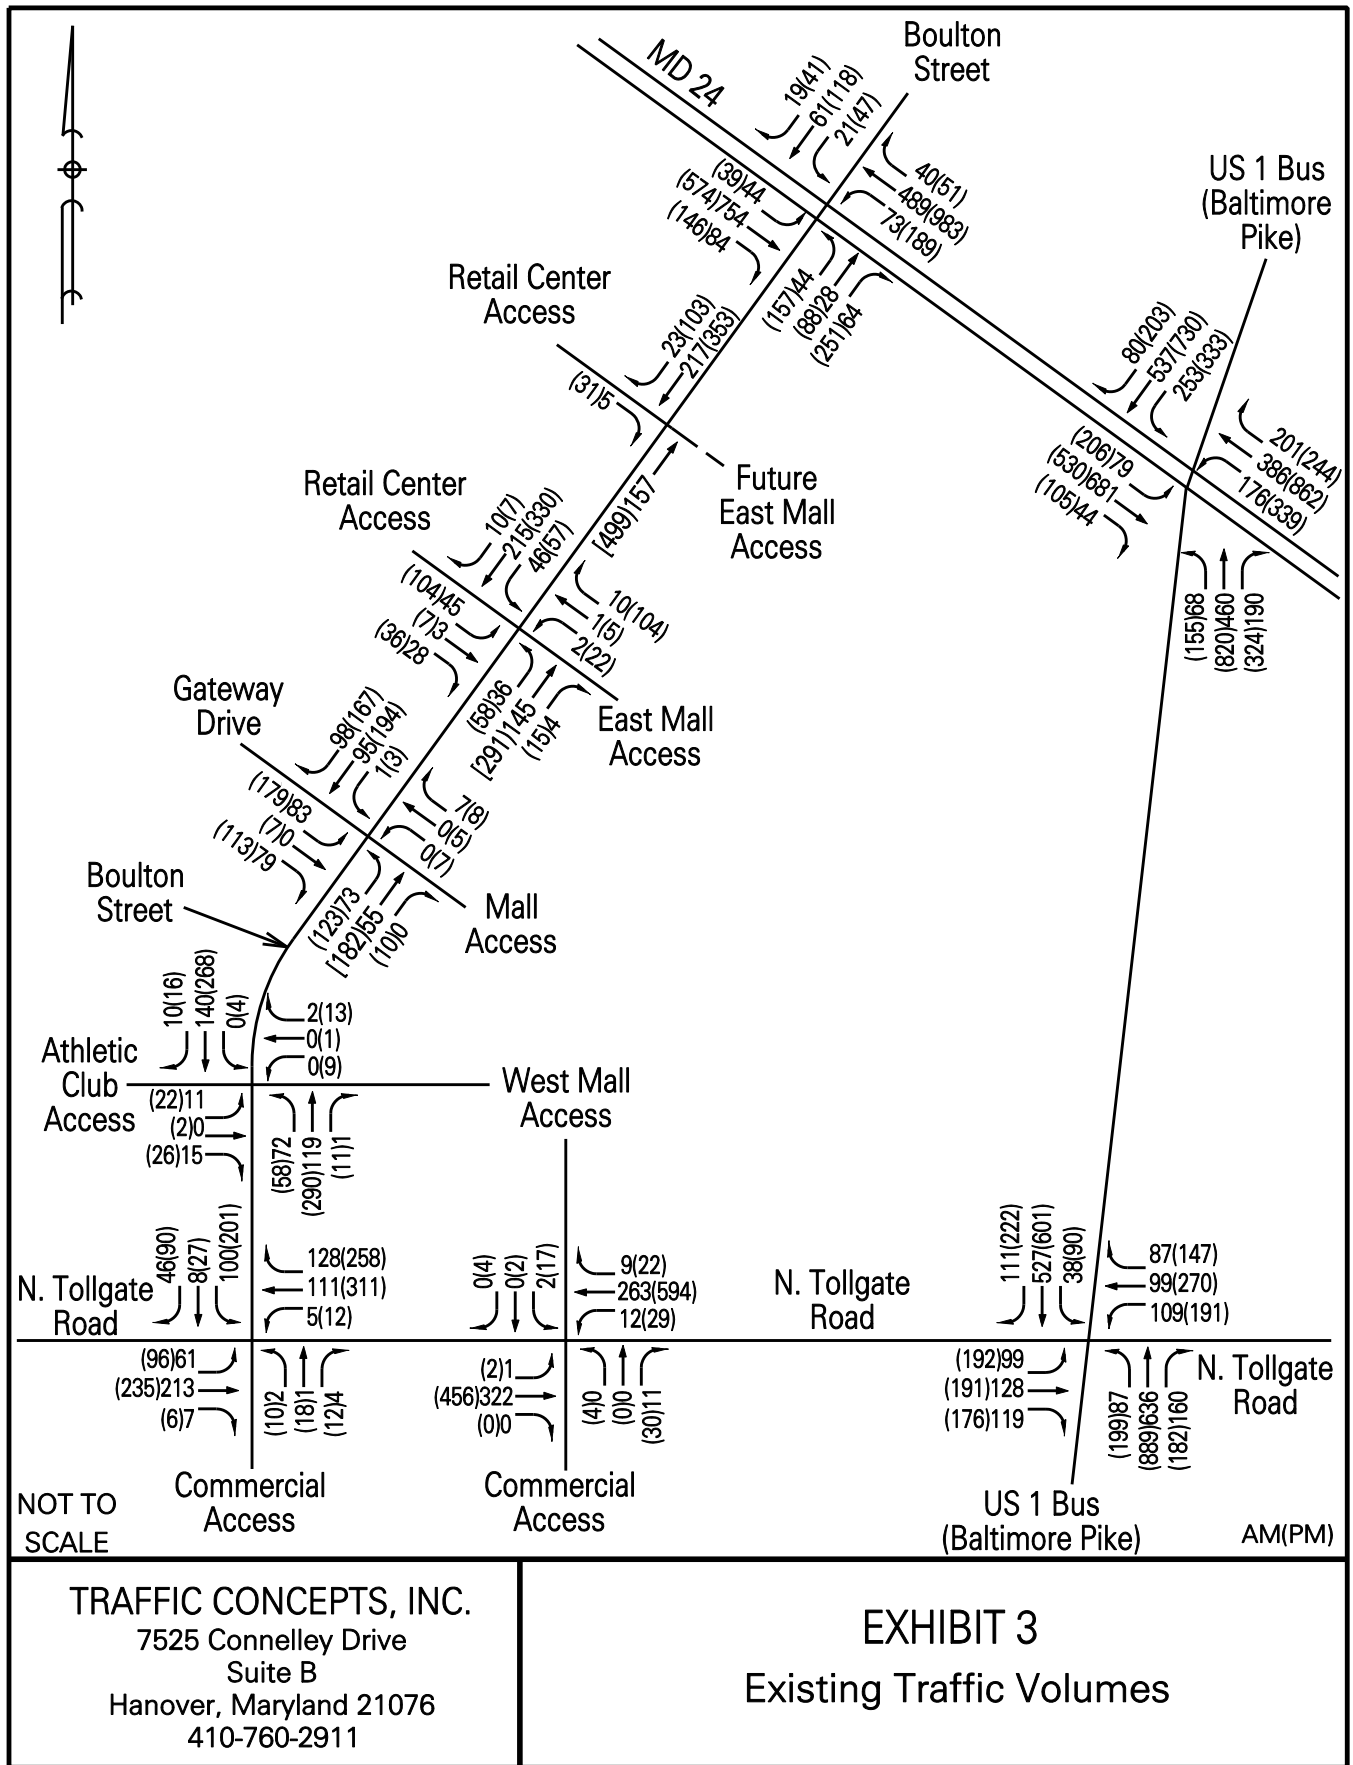 Boulton
Street
MD 24
19(41)
61(118)
21(47)
40(51)
489(983)
73(189)
(39)44
(574)754
(146)84
(157)44
(88)28
(251)64
US 1 Bus
(Baltimore
Pike)
80(203)
537(730)
253(333)
201(244)
386(862)
176(339)
(206)79
(530)681
(105)44
(155)68
(820)460
(324)190
Retail Center
Access
23(103)
217(353)
(31)5
[499)157
Future
East Mall
Access
Retail Center
Access
10(7)
215(330)
46(57)
10(104)
1(5)
2(22)
(104)45
(7)3
(36)28
(58)36
[291)145
(15)4
East Mall
Access
Gateway
Drive
98(167)
95(194)
1(3)
7(8)
0(5)
0(7)
(179)83
(7)0
(113)79
(123)73
[182)55
(10)0
Mall
Access
Boulton
Street
10(16)
140(268)
0(4)
2(13)
0(1)
0(9)
Athletic
Club
Access
(22)11
(2)0
(26)15
(58)72
(290)119
(11)1
West Mall
Access
N. Tollgate
Road
46(90)
8(27)
100(201)
128(258)
111(311)
5(12)
(96)61
(235)213
(6)7
(10)2
(18)1
(12)4
Commercial
Access
0(4)
0(2)
2(17)
9(22)
263(594)
12(29)
(2)1
(456)322
(0)0
(4)0
(0)0
(30)11
Commercial
Access
N. Tollgate
Road
111(222)
527(601)
38(90)
87(147)
99(270)
109(191)
(192)99
(191)128
(176)119
(199)87
(889)636
(182)160
N. Tollgate
Road
US 1 Bus
(Baltimore Pike)
NOT TO
SCALE
AM(PM)
TRAFFIC CONCEPTS, INC.
7525 Connelley Drive
Suite B
Hanover, Maryland 21076
410-760-2911
EXHIBIT 3
Existing Traffic Volumes